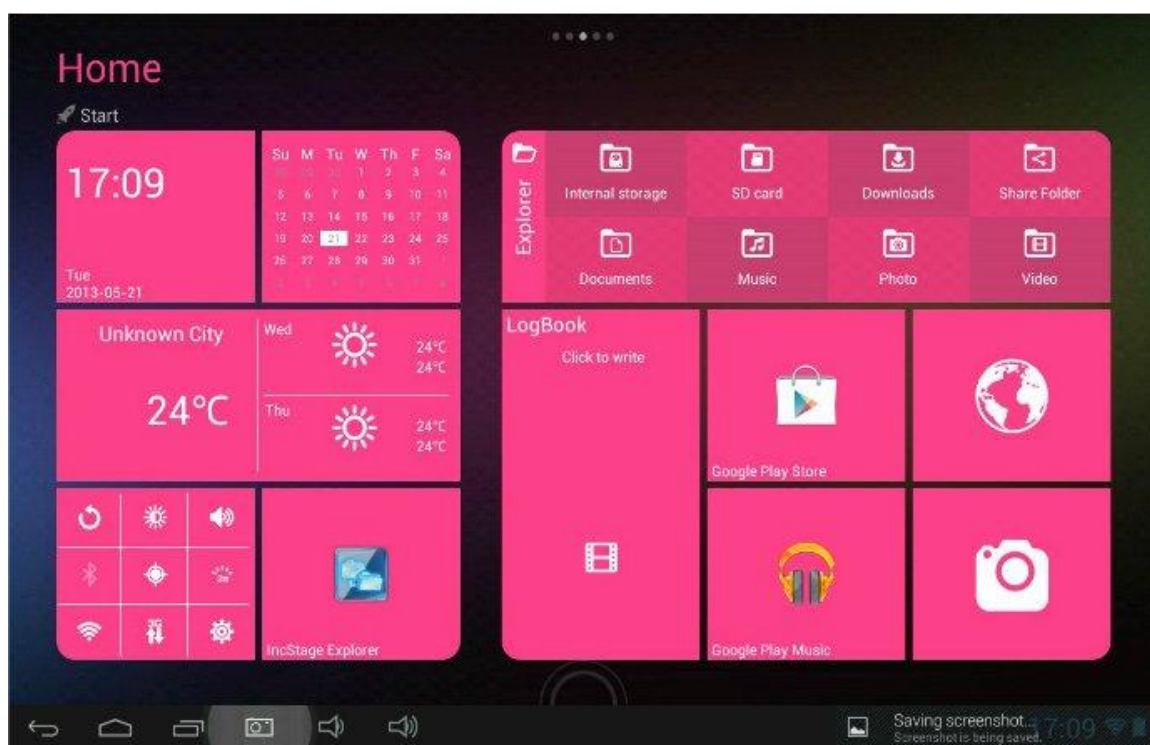 Home
Start
17:09
Tue
2013-05-21
Su M Tu W Th F Sa
1 2 3 4
5 6 7 8 9 10 11
12 13 14 15 16 17 18
19 20 21 22 23 24 25
26 27 28 29 30 31
Explorer
Internal storage
SD card
Downloads
Share Folder
Documents
Music
Photo
Video
Unknown City
24°C
Wed
24°C
24°C
Thu
24°C
24°C
LogBook
Click to write
Google Play Store
3G
IncStage Explorer
Google Play Music
Saving screenshot...
Screenshot is being saved.
17:09